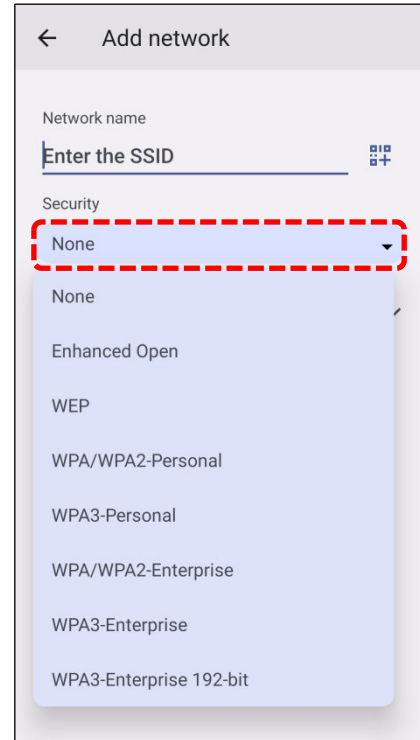 Add network
Network name
Enter the SSID
Security
None
None
Enhanced Open
WEP
WPA/WPA2-Personal
WPA3-Personal
WPA/WPA2-Enterprise
WPA3-Enterprise
WPA3-Enterprise 192-bit